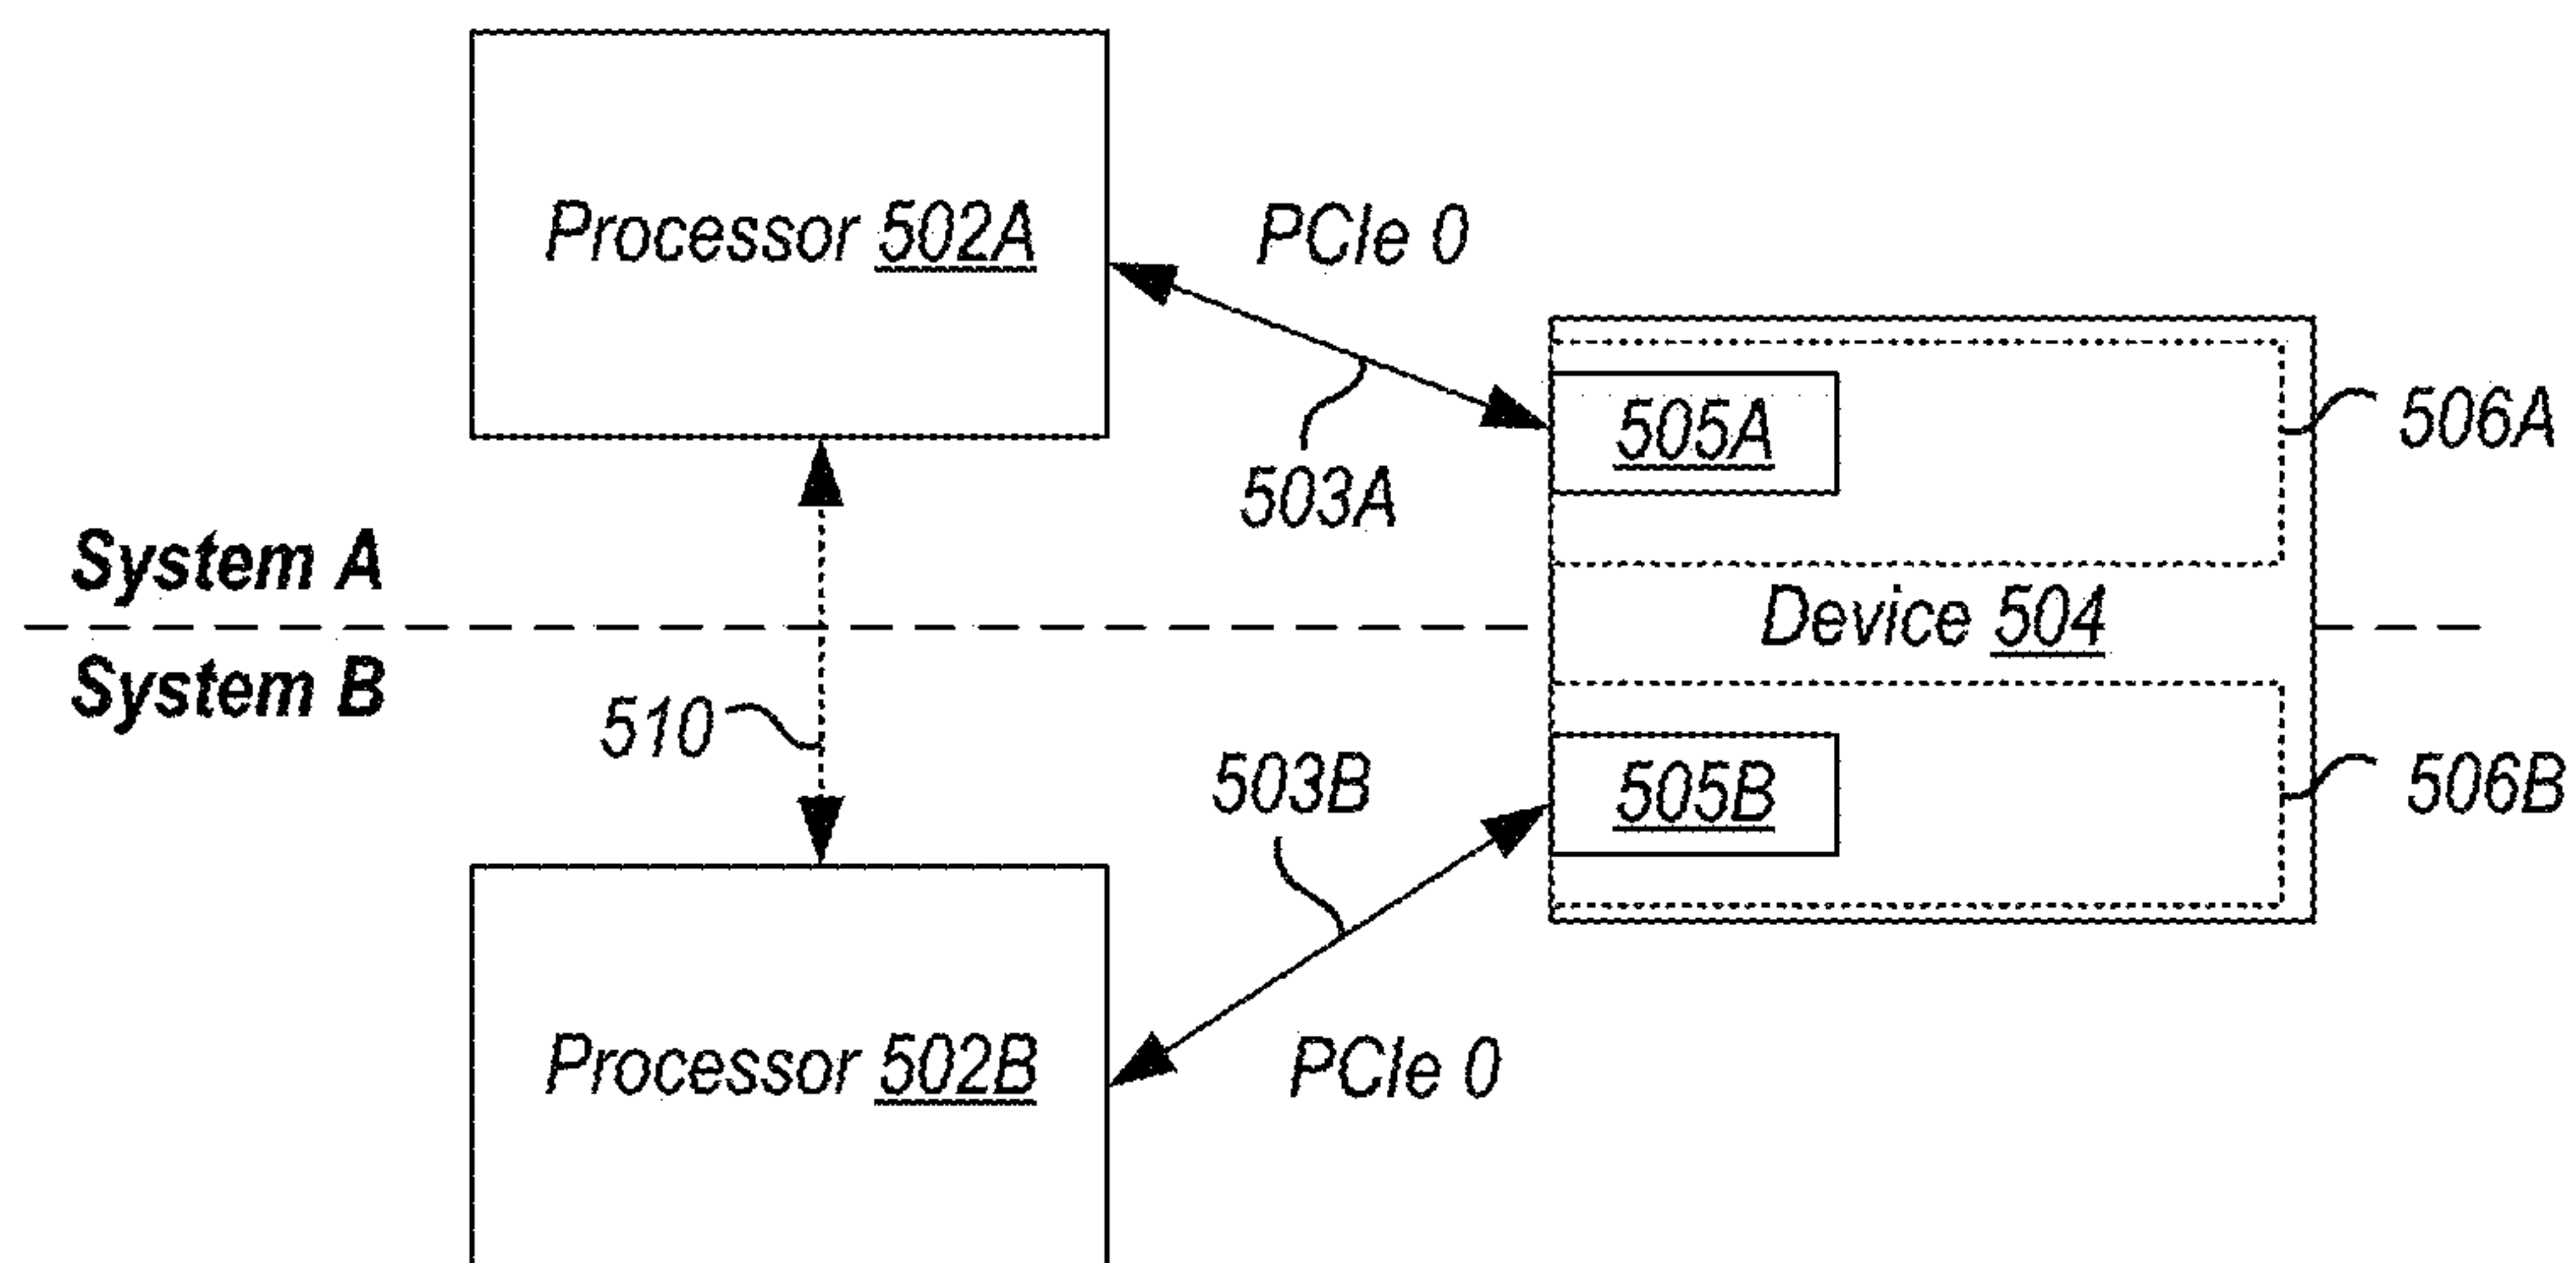 Processor 502A
PCIe 0
503A
505A
506A
System A
Device 504
System B
510
503B
505B
506B
Processor 502B
PCIe 0